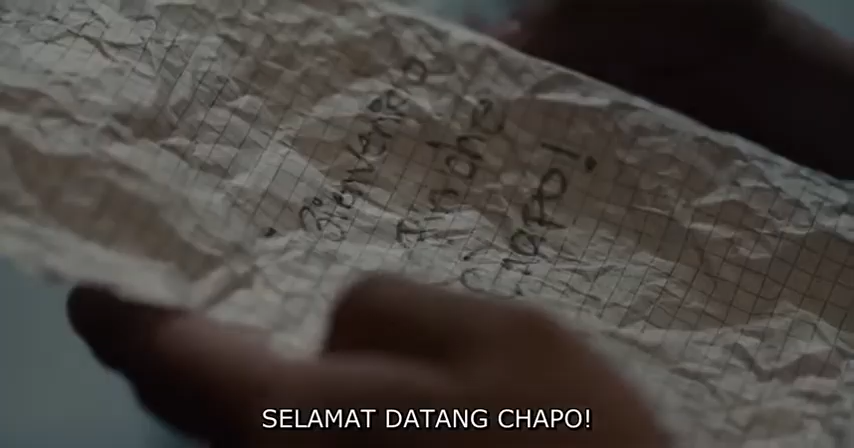 ¡Bienvenido
Pinche
CHAPO!
SELAMAT DATANG CHAPO!